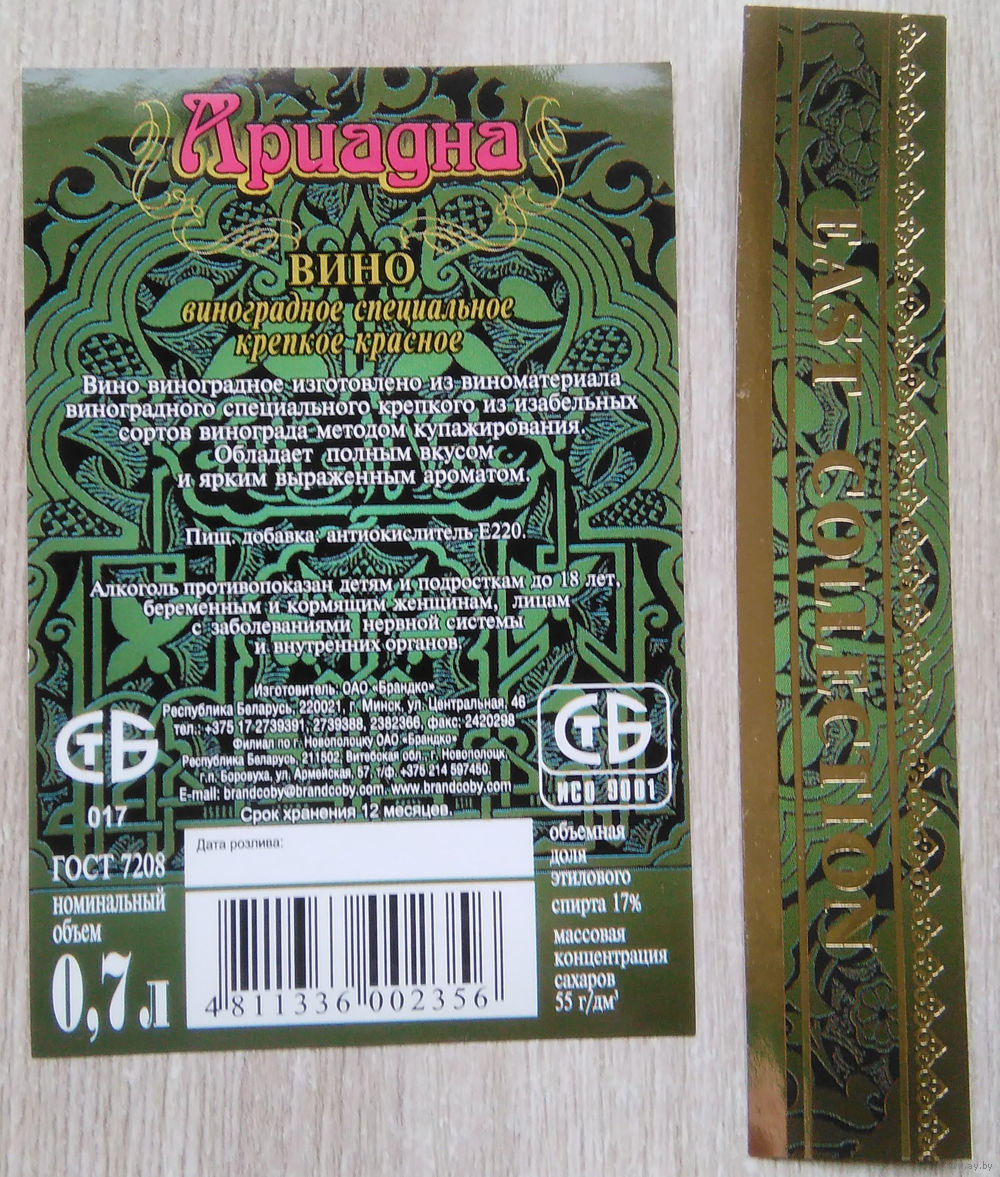 Ариадна
ВИНО
виноградное специальное
крепкое красное
Вино виноградное изготовлено из виноматериала
виноградного специального крепкого из изабельных
сортов винограда методом купажирования.
Обладает полным вкусом
и ярким выраженным ароматом.
Пищ. добавка: антиокислитель Е220.
Алкоголь противопоказан детям и подросткам до 18 лет,
беременным и кормящим женщинам, лицам
с заболеваниями нервной системы
и внутренних органов.
Изготовитель: ОАО «Брандко»
Республика Беларусь, 220021, г. Минск, ул. Центральная, 46
тел.: +375 17 2739391, 2739388, 2382366, факс: 2420298
Филиал по г. Новополоцку ОАО «Брандко»
Республика Беларусь, 211502, Витебская обл., г. Новополоцк,
г.п. Боровуха, ул. Армейская, 57, т/ф. +375 214 597450.
E-mail: brandcoby@brandcoby.com. www.brandcoby.com
Срок хранения 12 месяцев.
СТБ
017
СТБ
ИСО 9001
ГОСТ 7208
номинальный
объем
0,7 л
Дата розлива:
4 811336 002356
объемная
доля
этилового
спирта 17%
массовая
концентрация
сахаров
55 г/дм³
EAST COLLECTION
ay.by